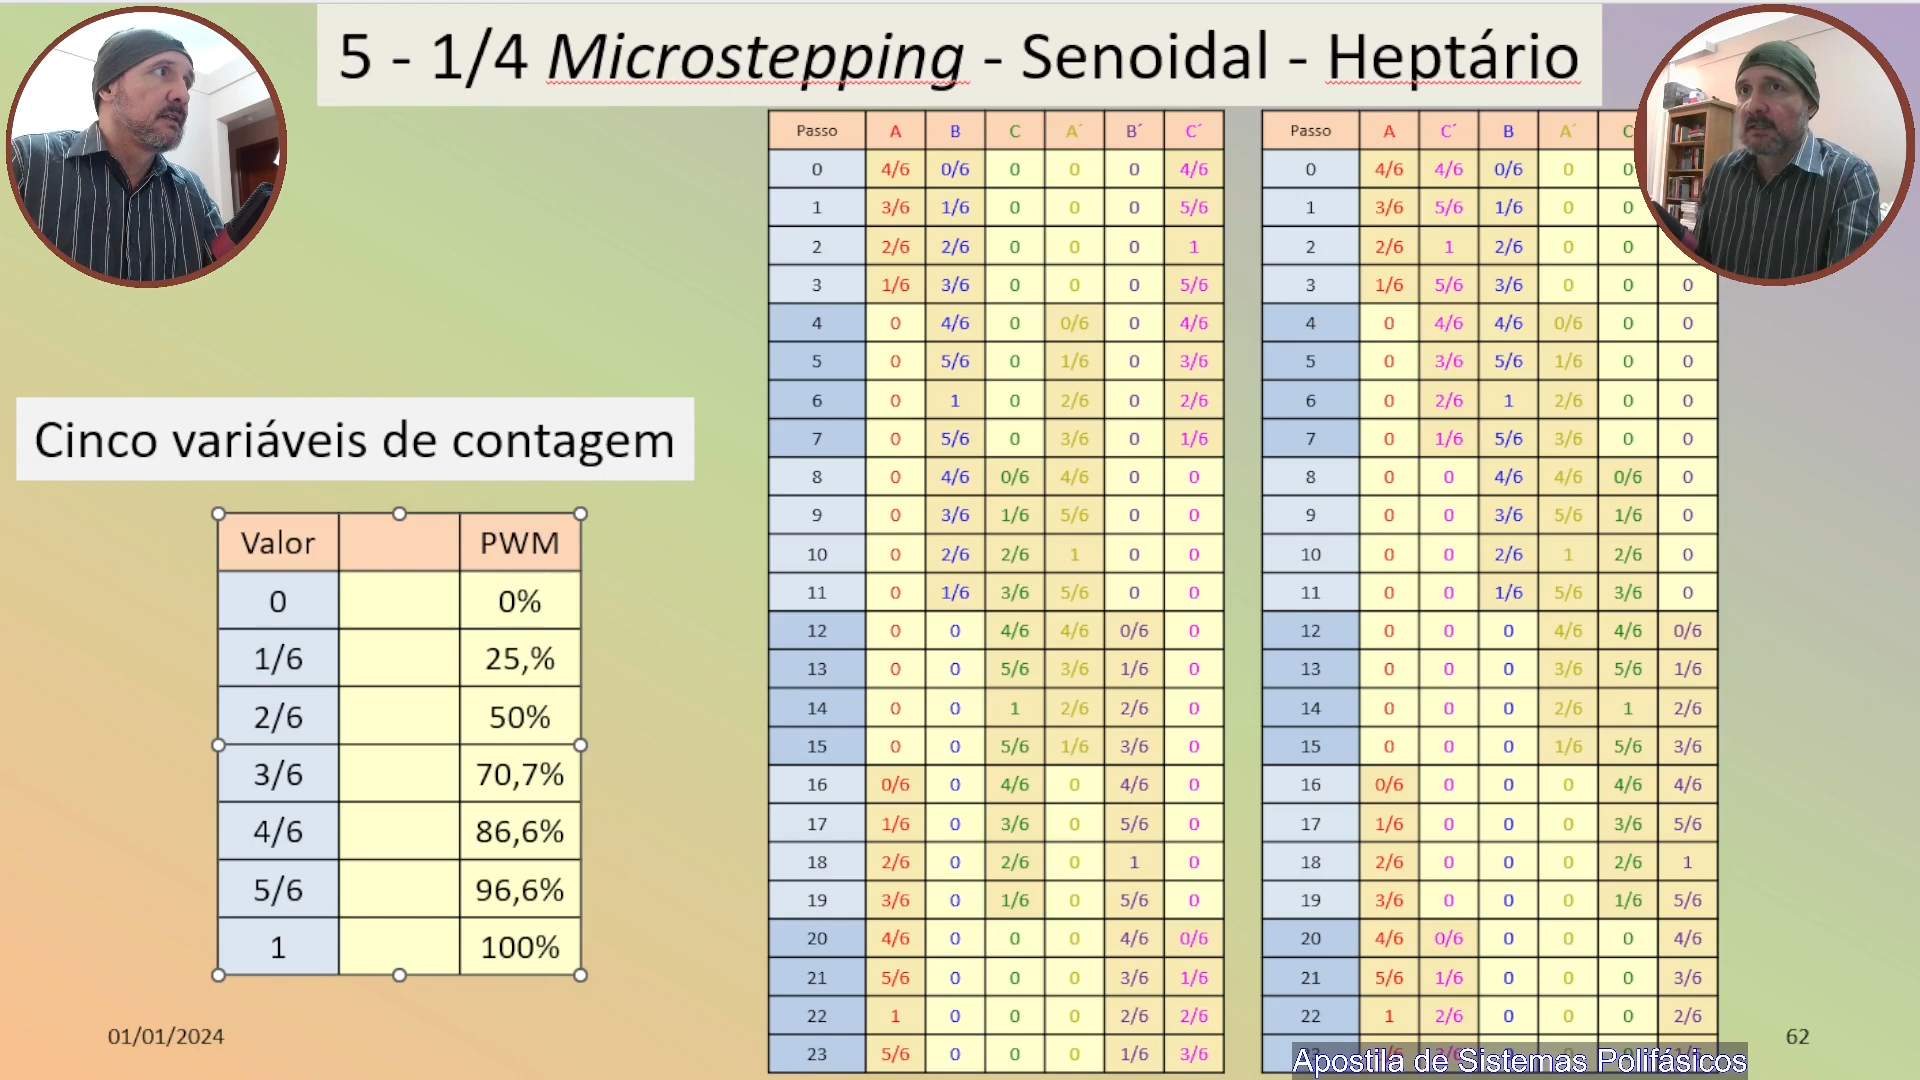 5 - 1/4 Microstepping - Senoidal - Heptário
Cinco variáveis de contagem
Valor PWM
0 0%
1/6 25,%
2/6 50%
3/6 70,7%
4/6 86,6%
5/6 96,6%
1 100%
01/01/2024
Passo A B C A´ B´ C´
0 4/6 0/6 0 0 0 4/6
1 3/6 1/6 0 0 0 5/6
2 2/6 2/6 0 0 0 1
3 1/6 3/6 0 0 0 5/6
4 0 4/6 0 0/6 0 4/6
5 0 5/6 0 1/6 0 3/6
6 0 1 0 2/6 0 2/6
7 0 5/6 0 3/6 0 1/6
8 0 4/6 0/6 4/6 0 0
9 0 3/6 1/6 5/6 0 0
10 0 2/6 2/6 1 0 0
11 0 1/6 3/6 5/6 0 0
12 0 0 4/6 4/6 0/6 0
13 0 0 5/6 3/6 1/6 0
14 0 0 1 2/6 2/6 0
15 0 0 5/6 1/6 3/6 0
16 0/6 0 4/6 0 4/6 0
17 1/6 0 3/6 0 5/6 0
18 2/6 0 2/6 0 1 0
19 3/6 0 1/6 0 5/6 0
20 4/6 0 0 0 4/6 0/6
21 5/6 0 0 0 3/6 1/6
22 1 0 0 0 2/6 2/6
23 5/6 0 0 0 1/6 3/6
Passo A C´ B A´ C
0 4/6 4/6 0/6 0 0
1 3/6 5/6 1/6 0 0
2 2/6 1 2/6 0 0
3 1/6 5/6 3/6 0 0 0
4 0 4/6 4/6 0/6 0 0
5 0 3/6 5/6 1/6 0 0
6 0 2/6 1 2/6 0 0
7 0 1/6 5/6 3/6 0 0
8 0 0 4/6 4/6 0/6 0
9 0 0 3/6 5/6 1/6 0
10 0 0 2/6 1 2/6 0
11 0 0 1/6 5/6 3/6 0
12 0 0 0 4/6 4/6 0/6
13 0 0 0 3/6 5/6 1/6
14 0 0 0 2/6 1 2/6
15 0 0 0 1/6 5/6 3/6
16 0/6 0 0 0 4/6 4/6
17 1/6 0 0 0 3/6 5/6
18 2/6 0 0 0 2/6 1
19 3/6 0 0 0 1/6 5/6
20 4/6 0/6 0 0 0 4/6
21 5/6 1/6 0 0 0 3/6
22 1 2/6 0 0 0 2/6
62
Apostila de Sistemas Polifásicos